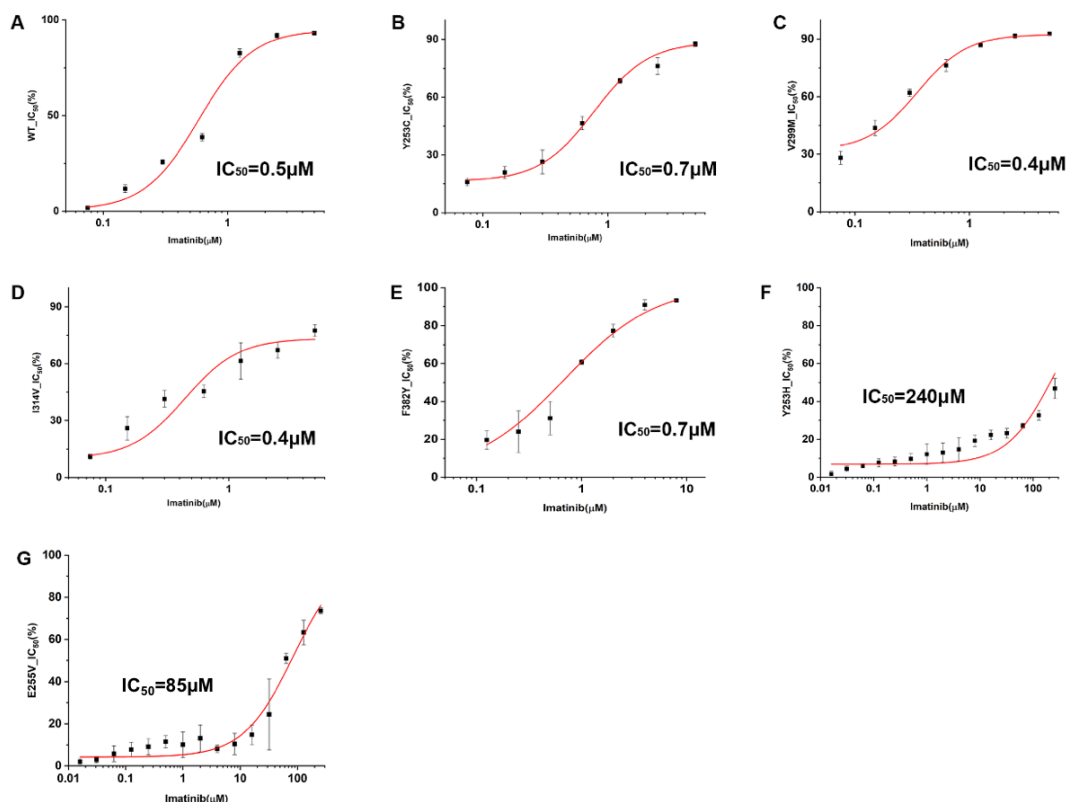 A
WT_IC50(%)
100
50
0
0.1
1
Imatinib(μM)
IC50=0.5μM
B
Y253C_IC50(%)
90
60
30
0
0.1
1
Imatinib(μM)
IC50=0.7μM
C
V299M_IC50(%)
90
60
30
0
0.1
1
Imatinib(μM)
IC50=0.4μM
D
I314V_IC50(%)
90
60
30
0
0.1
1
Imatinib(μM)
IC50=0.4μM
E
F382Y_IC50(%)
100
80
60
40
20
0
0.1
1
10
Imatinib(μM)
IC50=0.7μM
F
Y253H_IC50(%)
100
80
60
40
20
0
0.01
0.1
1
10
100
Imatinib(μM)
IC50=240μM
G
E255V_IC50(%)
100
80
60
40
20
0
0.01
0.1
1
10
100
Imatinib(μM)
IC50=85μM